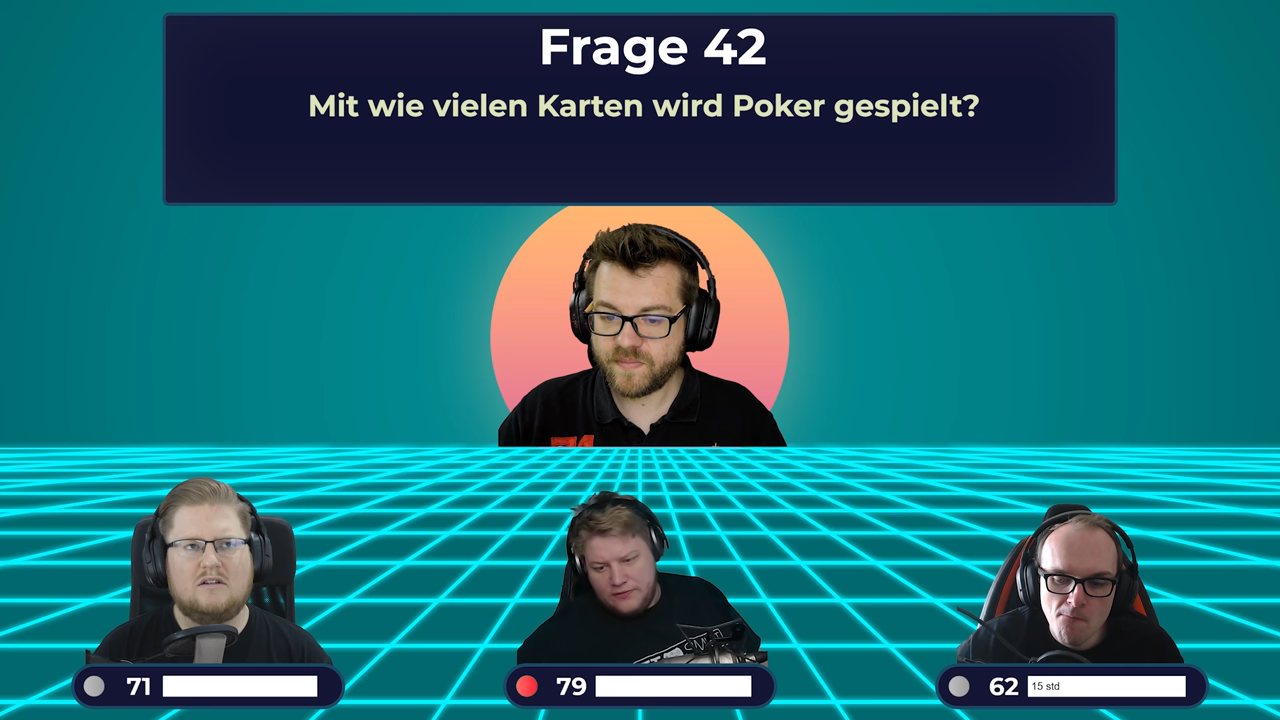 Frage 42
Mit wie vielen Karten wird Poker gespielt?
71
79
62 15 std